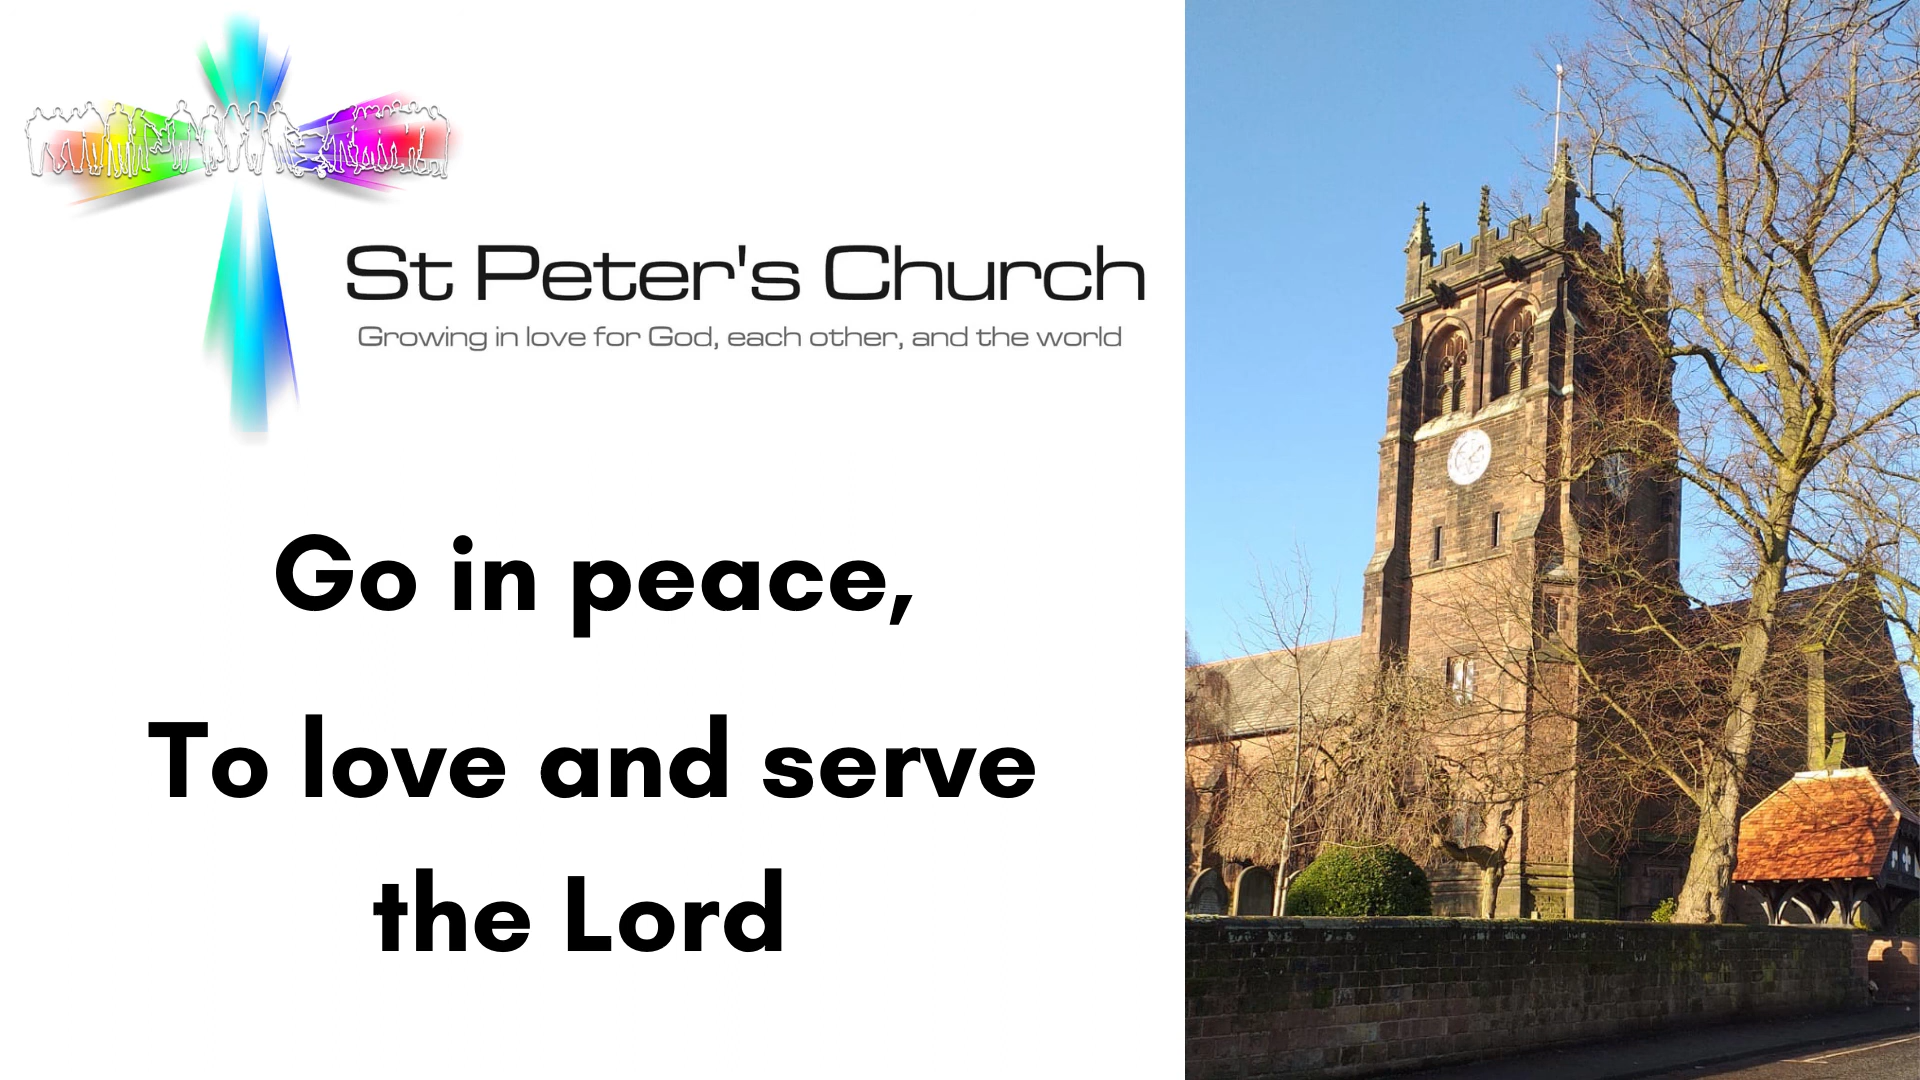 St Peter's Church
Growing in love for God, each other, and the world
Go in peace,
To love and serve
the Lord